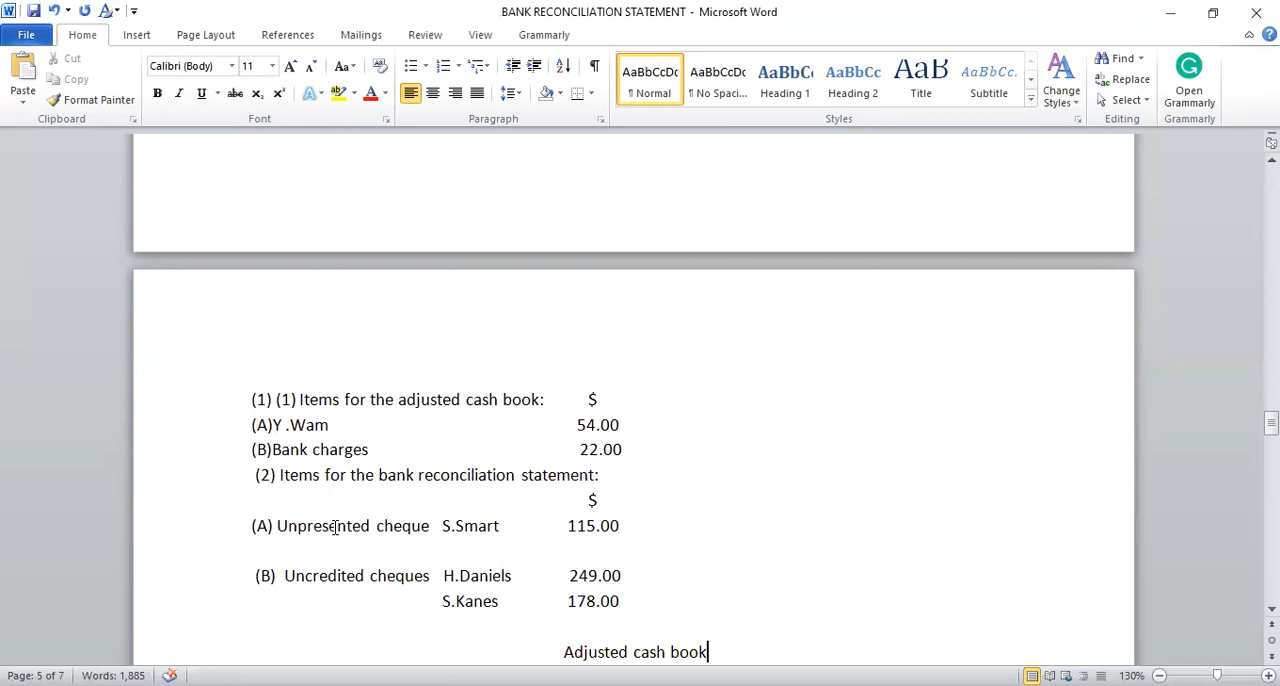 BANK RECONCILIATION STATEMENT - Microsoft Word
File Home Insert Page Layout References Mailings Review View Grammarly
Paste
Cut
Copy
Format Painter
Clipboard
Calibri (Body) 11
Font
Paragraph
AaBbCcDc AaBbCcDc AaBbC AaBbCc AaB AaBbCc.
¶ Normal ¶ No Spaci... Heading 1 Heading 2 Title Subtitle
Change
Styles
Styles
Find
Replace
Select
Editing
Open
Grammarly
Grammarly
(1) (1) Items for the adjusted cash book: $
(A)Y .Wam 54.00
(B)Bank charges 22.00
(2) Items for the bank reconciliation statement:
$
(A) Unpresented cheque S.Smart 115.00
(B) Uncredited cheques H.Daniels 249.00
S.Kanes 178.00
Adjusted cash book
Page: 5 of 7 Words: 1,885 130%